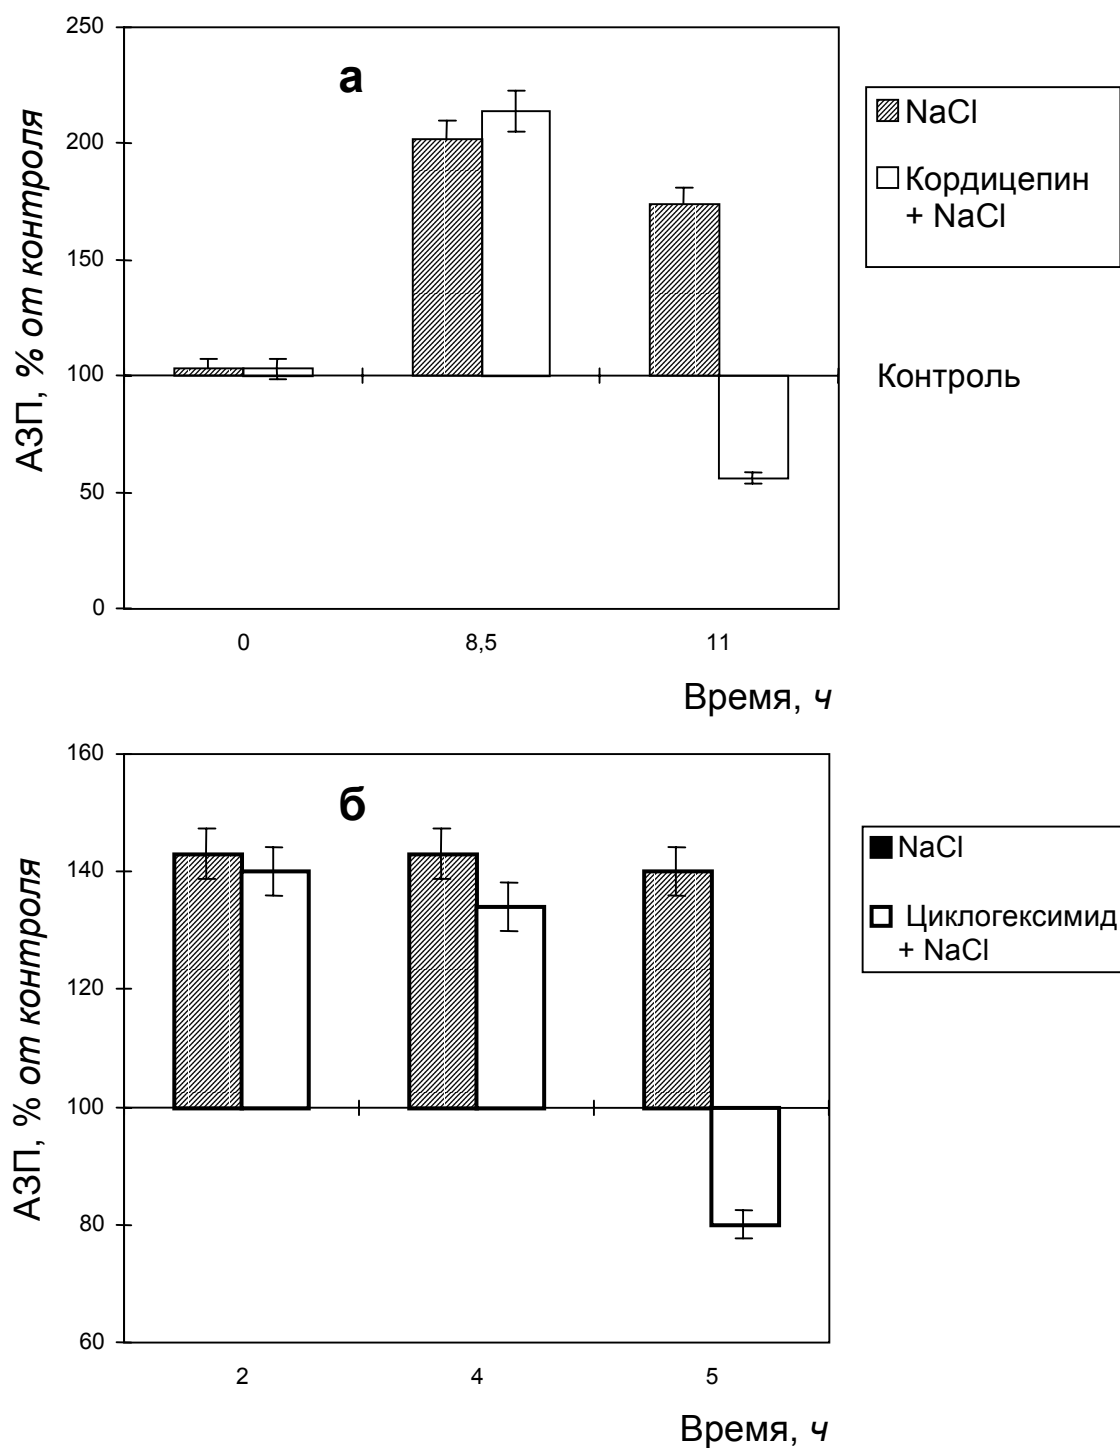 250
а
200
150
100
50
0
АЗП, % от контроля
0
8,5
11
Время, ч
NaCl
Кордицепин
+ NaCl
Контроль
160
б
140
120
100
80
60
АЗП, % от контроля
2
4
5
Время, ч
NaCl
Циклогексимид
+ NaCl